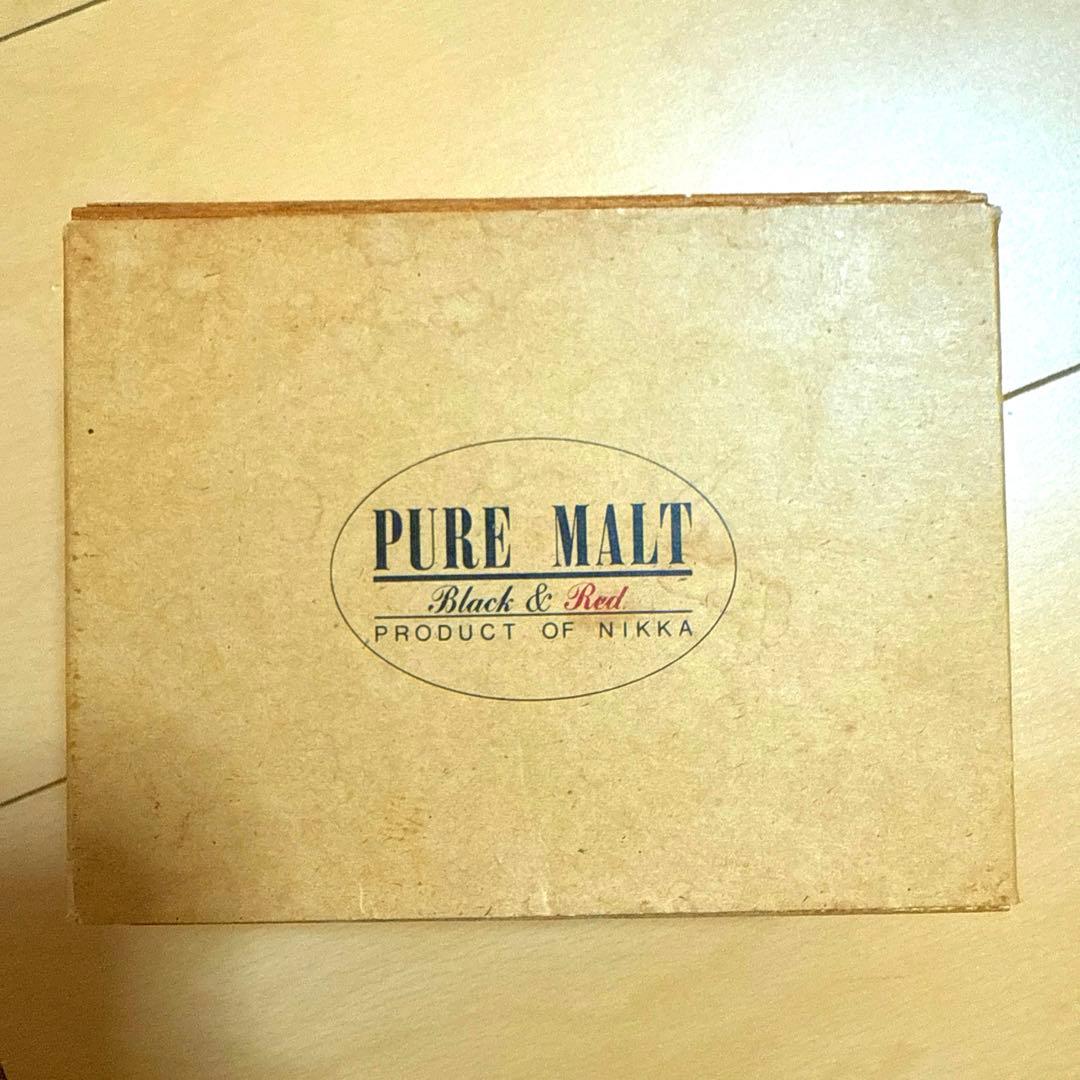 PURE MALT
Black & Red
PRODUCT OF NIKKA